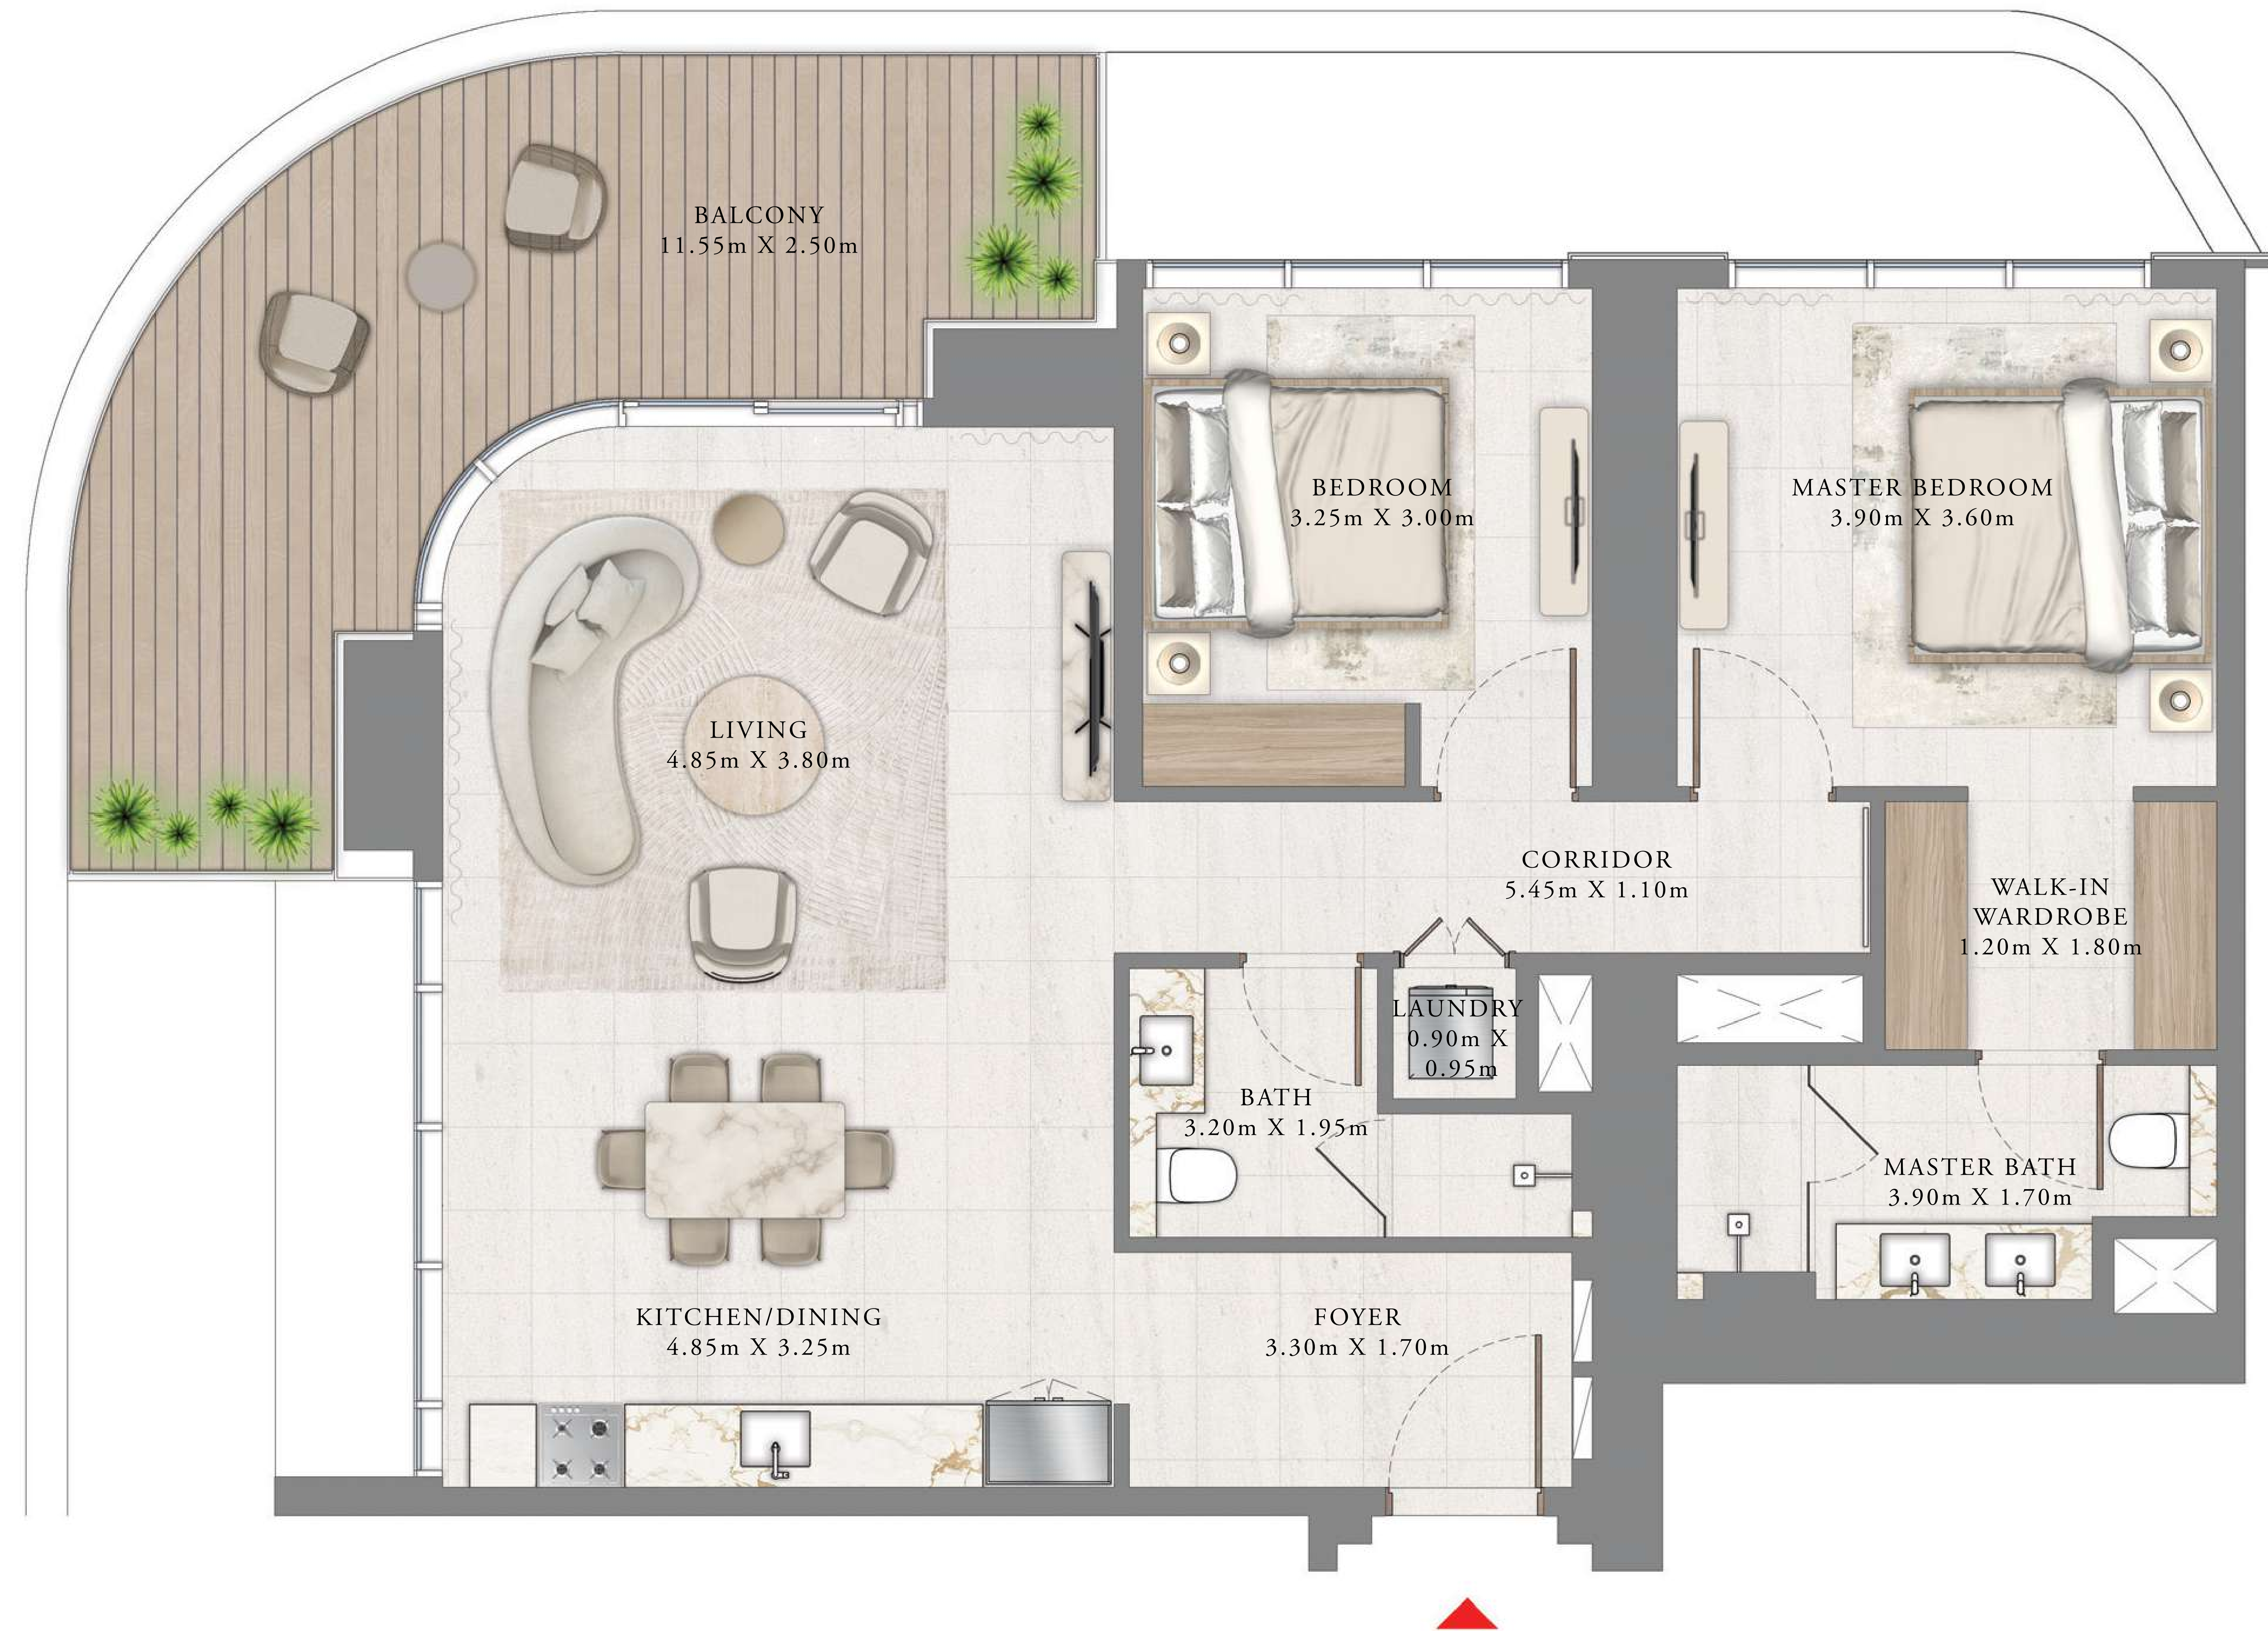 BALCONY
11.55m X 2.50m
BEDROOM
3.25m X 3.00m
MASTER BEDROOM
3.90m X 3.60m
LIVING
4.85m X 3.80m
CORRIDOR
5.45m X 1.10m
WALK-IN
WARDROBE
1.20m X 1.80m
LAUNDRY
0.90m X
0.95m
BATH
3.20m X 1.95m
MASTER BATH
3.90m X 1.70m
KITCHEN/DINING
4.85m X 3.25m
FOYER
3.30m X 1.70m